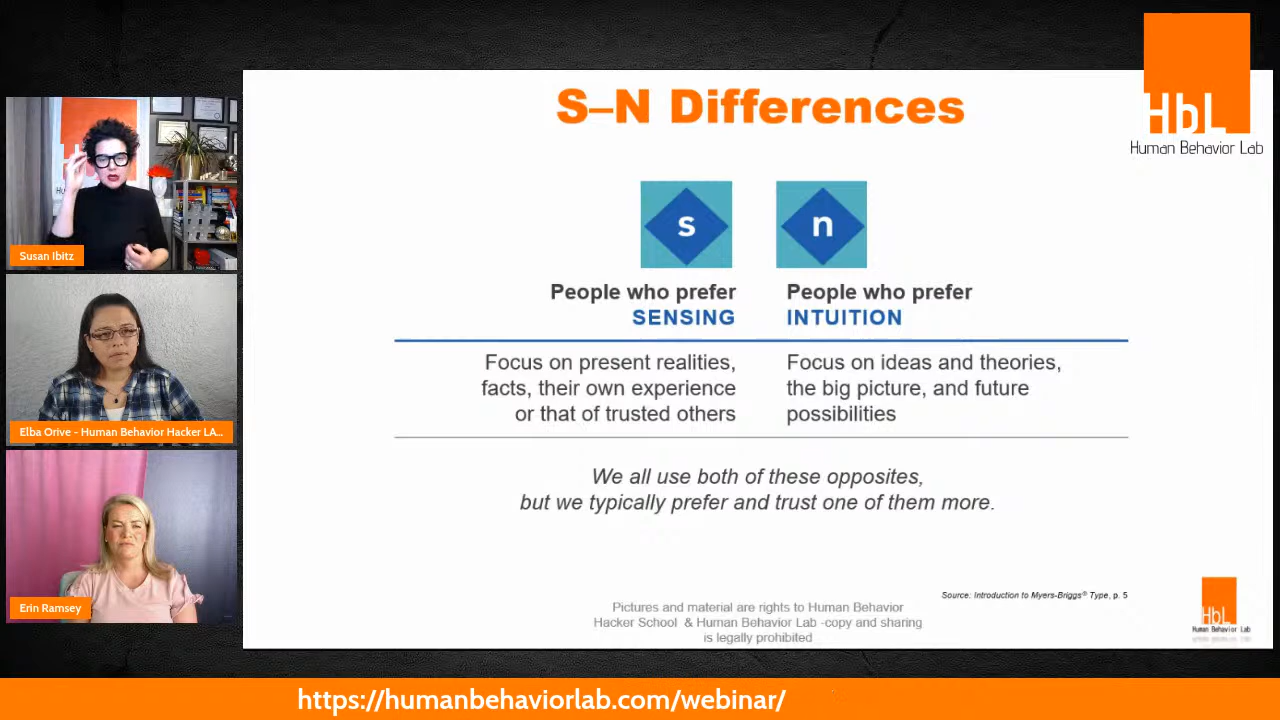 S–N Differences
HbL
Human Behavior Lab
s
n
People who prefer
SENSING
People who prefer
INTUITION
Focus on present realities,
facts, their own experience
or that of trusted others
Focus on ideas and theories,
the big picture, and future
possibilities
We all use both of these opposites,
but we typically prefer and trust one of them more.
Source: Introduction to Myers-Briggs® Type, p. 5
Pictures and material are rights to Human Behavior
Hacker School & Human Behavior Lab -copy and sharing
is legally prohibited
HbL
Human Behavior Lab
Susan Ibitz
Elba Orive - Human Behavior Hacker LA...
Erin Ramsey
https://humanbehaviorlab.com/webinar/